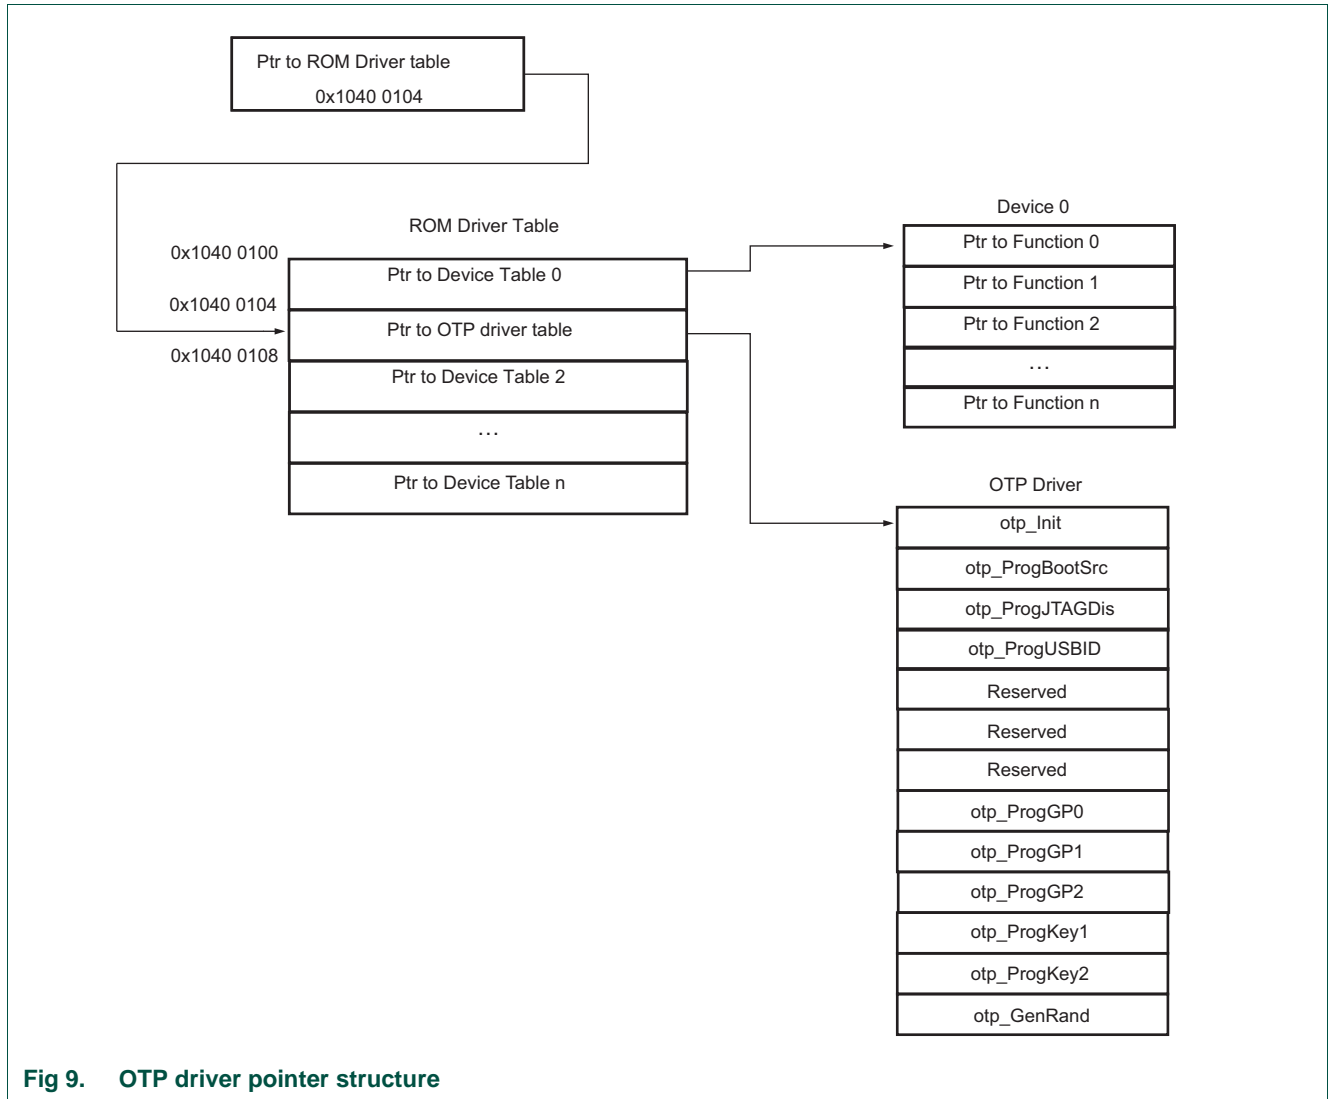 Ptr to ROM Driver table
0x1040 0104
ROM Driver Table
0x1040 0100
Ptr to Device Table 0
0x1040 0104
Ptr to OTP driver table
0x1040 0108
Ptr to Device Table 2
...
Ptr to Device Table n
Device 0
Ptr to Function 0
Ptr to Function 1
Ptr to Function 2
...
Ptr to Function n
OTP Driver
otp_Init
otp_ProgBootSrc
otp_ProgJTAGDis
otp_ProgUSBID
Reserved
Reserved
Reserved
otp_ProgGP0
otp_ProgGP1
otp_ProgGP2
otp_ProgKey1
otp_ProgKey2
otp_GenRand
Fig 9. OTP driver pointer structure